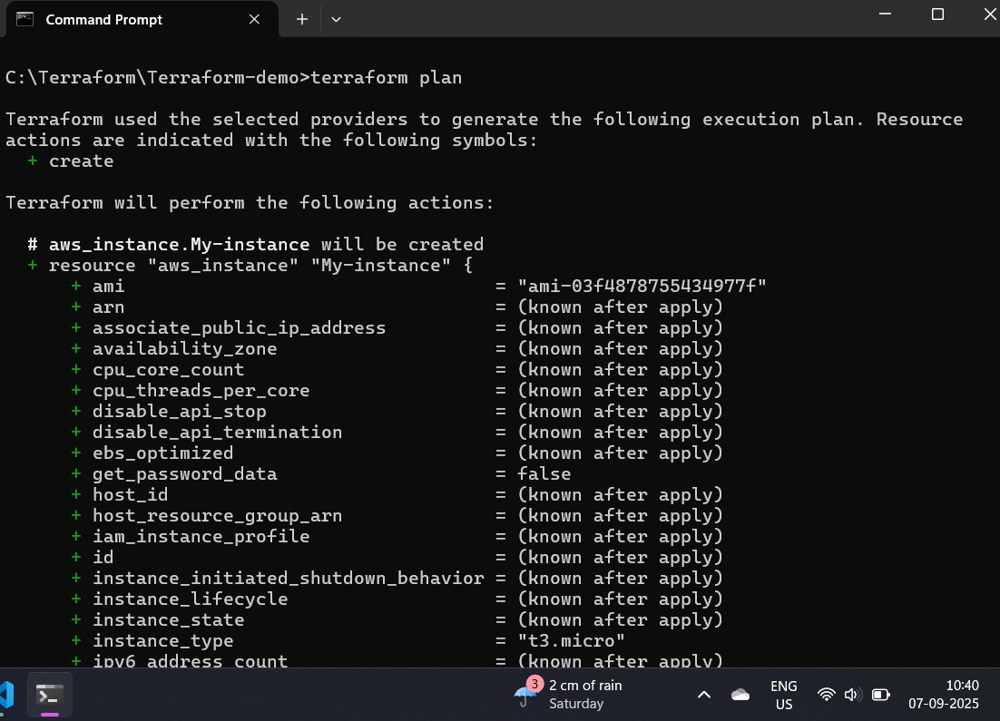 Command Prompt
C:\Terraform\Terraform-demo>terraform plan
Terraform used the selected providers to generate the following execution plan. Resource
actions are indicated with the following symbols:
+ create
Terraform will perform the following actions:
# aws_instance.My-instance will be created
+ resource "aws_instance" "My-instance" {
+ ami = "ami-03f4878755434977f"
+ arn = (known after apply)
+ associate_public_ip_address = (known after apply)
+ availability_zone = (known after apply)
+ cpu_core_count = (known after apply)
+ cpu_threads_per_core = (known after apply)
+ disable_api_stop = (known after apply)
+ disable_api_termination = (known after apply)
+ ebs_optimized = (known after apply)
+ get_password_data = false
+ host_id = (known after apply)
+ host_resource_group_arn = (known after apply)
+ iam_instance_profile = (known after apply)
+ id = (known after apply)
+ instance_initiated_shutdown_behavior = (known after apply)
+ instance_lifecycle = (known after apply)
+ instance_state = (known after apply)
+ instance_type = "t3.micro"
+ ipv6_address_count = (known after apply)
3
2 cm of rain
Saturday
ENG
US
10:40
07-09-2025